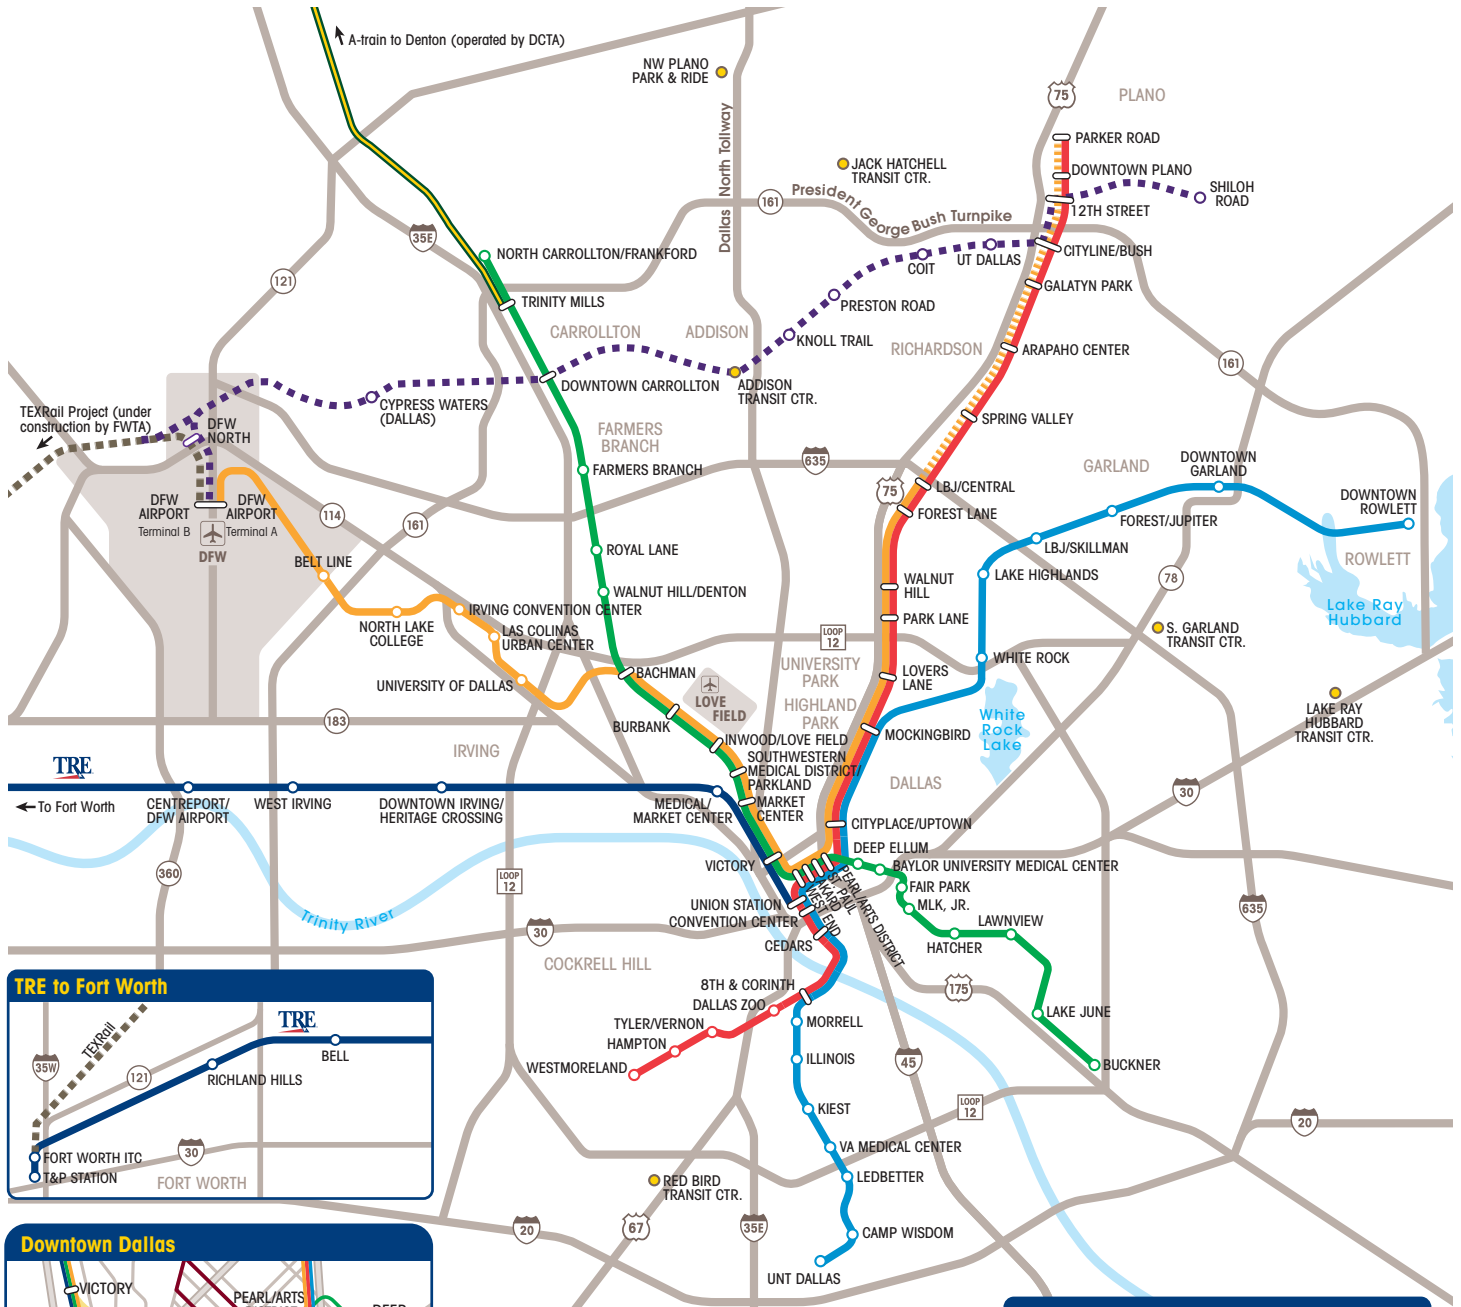 A-train to Denton (operated by DCTA)
NW PLANO
PARK & RIDE
75
PLANO
PARKER ROAD
Dallas North Tollway
JACK HATCHELL
TRANSIT CTR.
DOWNTOWN PLANO
SHILOH
ROAD
161
President George Bush Turnpike
12TH STREET
35E
NORTH CARROLLTON/FRANKFORD
COIT
UT DALLAS
CITYLINE/BUSH
121
TRINITY MILLS
PRESTON ROAD
GALATYN PARK
CARROLLTON
ADDISON
KNOLL TRAIL
RICHARDSON
ARAPAHO CENTER
161
DOWNTOWN CARROLLTON
ADDISON
TRANSIT CTR.
CYPRESS WATERS
(DALLAS)
TEXRail Project (under
construction by FWTA)
DFW
NORTH
SPRING VALLEY
FARMERS
BRANCH
635
GARLAND
DOWNTOWN
GARLAND
FARMERS BRANCH
75
LBJ/CENTRAL
DOWNTOWN
ROWLETT
DFW
AIRPORT
Terminal B
DFW
AIRPORT
Terminal A
DFW
114
161
FOREST LANE
FOREST/JUPITER
ROYAL LANE
LBJ/SKILLMAN
ROWLETT
BELT LINE
WALNUT HILL/DENTON
WALNUT
HILL
LAKE HIGHLANDS
78
Lake Ray
Hubbard
NORTH LAKE
COLLEGE
IRVING CONVENTION CENTER
PARK LANE
LAS COLINAS
URBAN CENTER
LOOP
12
S. GARLAND
TRANSIT CTR.
UNIVERSITY
PARK
WHITE ROCK
UNIVERSITY OF DALLAS
BACHMAN
LOVERS
LANE
LOVE
FIELD
HIGHLAND
PARK
White
Rock
Lake
LAKE RAY
HUBBARD
TRANSIT CTR.
183
BURBANK
MOCKINGBIRD
INWOOD/LOVE FIELD
IRVING
SOUTHWESTERN
MEDICAL DISTRICT/
PARKLAND
DALLAS
TRE
To Fort Worth
CENTREPORT/
DFW AIRPORT
WEST IRVING
DOWNTOWN IRVING/
HERITAGE CROSSING
MEDICAL/
MARKET CENTER
MARKET
CENTER
30
CITYPLACE/UPTOWN
DEEP ELLUM
VICTORY
BAYLOR UNIVERSITY MEDICAL CENTER
360
LOOP
12
FAIR PARK
MLK, JR.
PEARL/ARTS DISTRICT
ST. PAUL
AKARD
WEST END
UNION STATION
CONVENTION CENTER
635
Trinity River
LAWNVIEW
30
CEDARS
HATCHER
COCKRELL HILL
175
8TH & CORINTH
DALLAS ZOO
LAKE JUNE
TYLER/VERNON
MORRELL
HAMPTON
45
ILLINOIS
WESTMORELAND
BUCKNER
KIEST
LOOP
12
20
VA MEDICAL CENTER
LEDBETTER
RED BIRD
TRANSIT CTR.
20
67
35E
CAMP WISDOM
UNT DALLAS
TRE to Fort Worth
TEXRail
TRE
BELL
35W
121
RICHLAND HILLS
FORT WORTH ITC
30
T&P STATION
FORT WORTH
Downtown Dallas
VICTORY
PEARL/ARTS